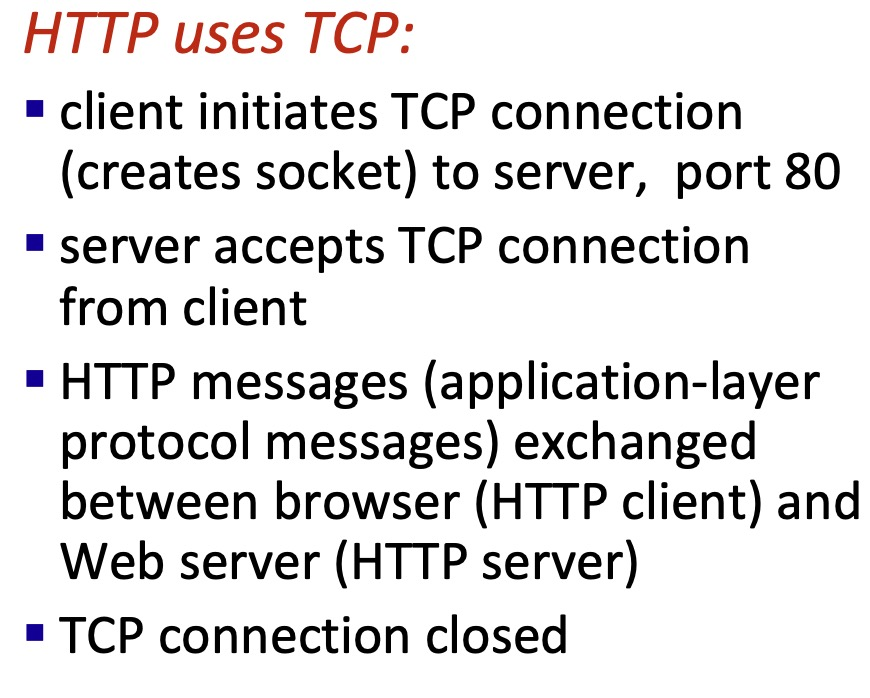 HTTP uses TCP:
▪ client initiates TCP connection
(creates socket) to server, port 80
▪ server accepts TCP connection
from client
▪ HTTP messages (application-layer
protocol messages) exchanged
between browser (HTTP client) and
Web server (HTTP server)
▪ TCP connection closed